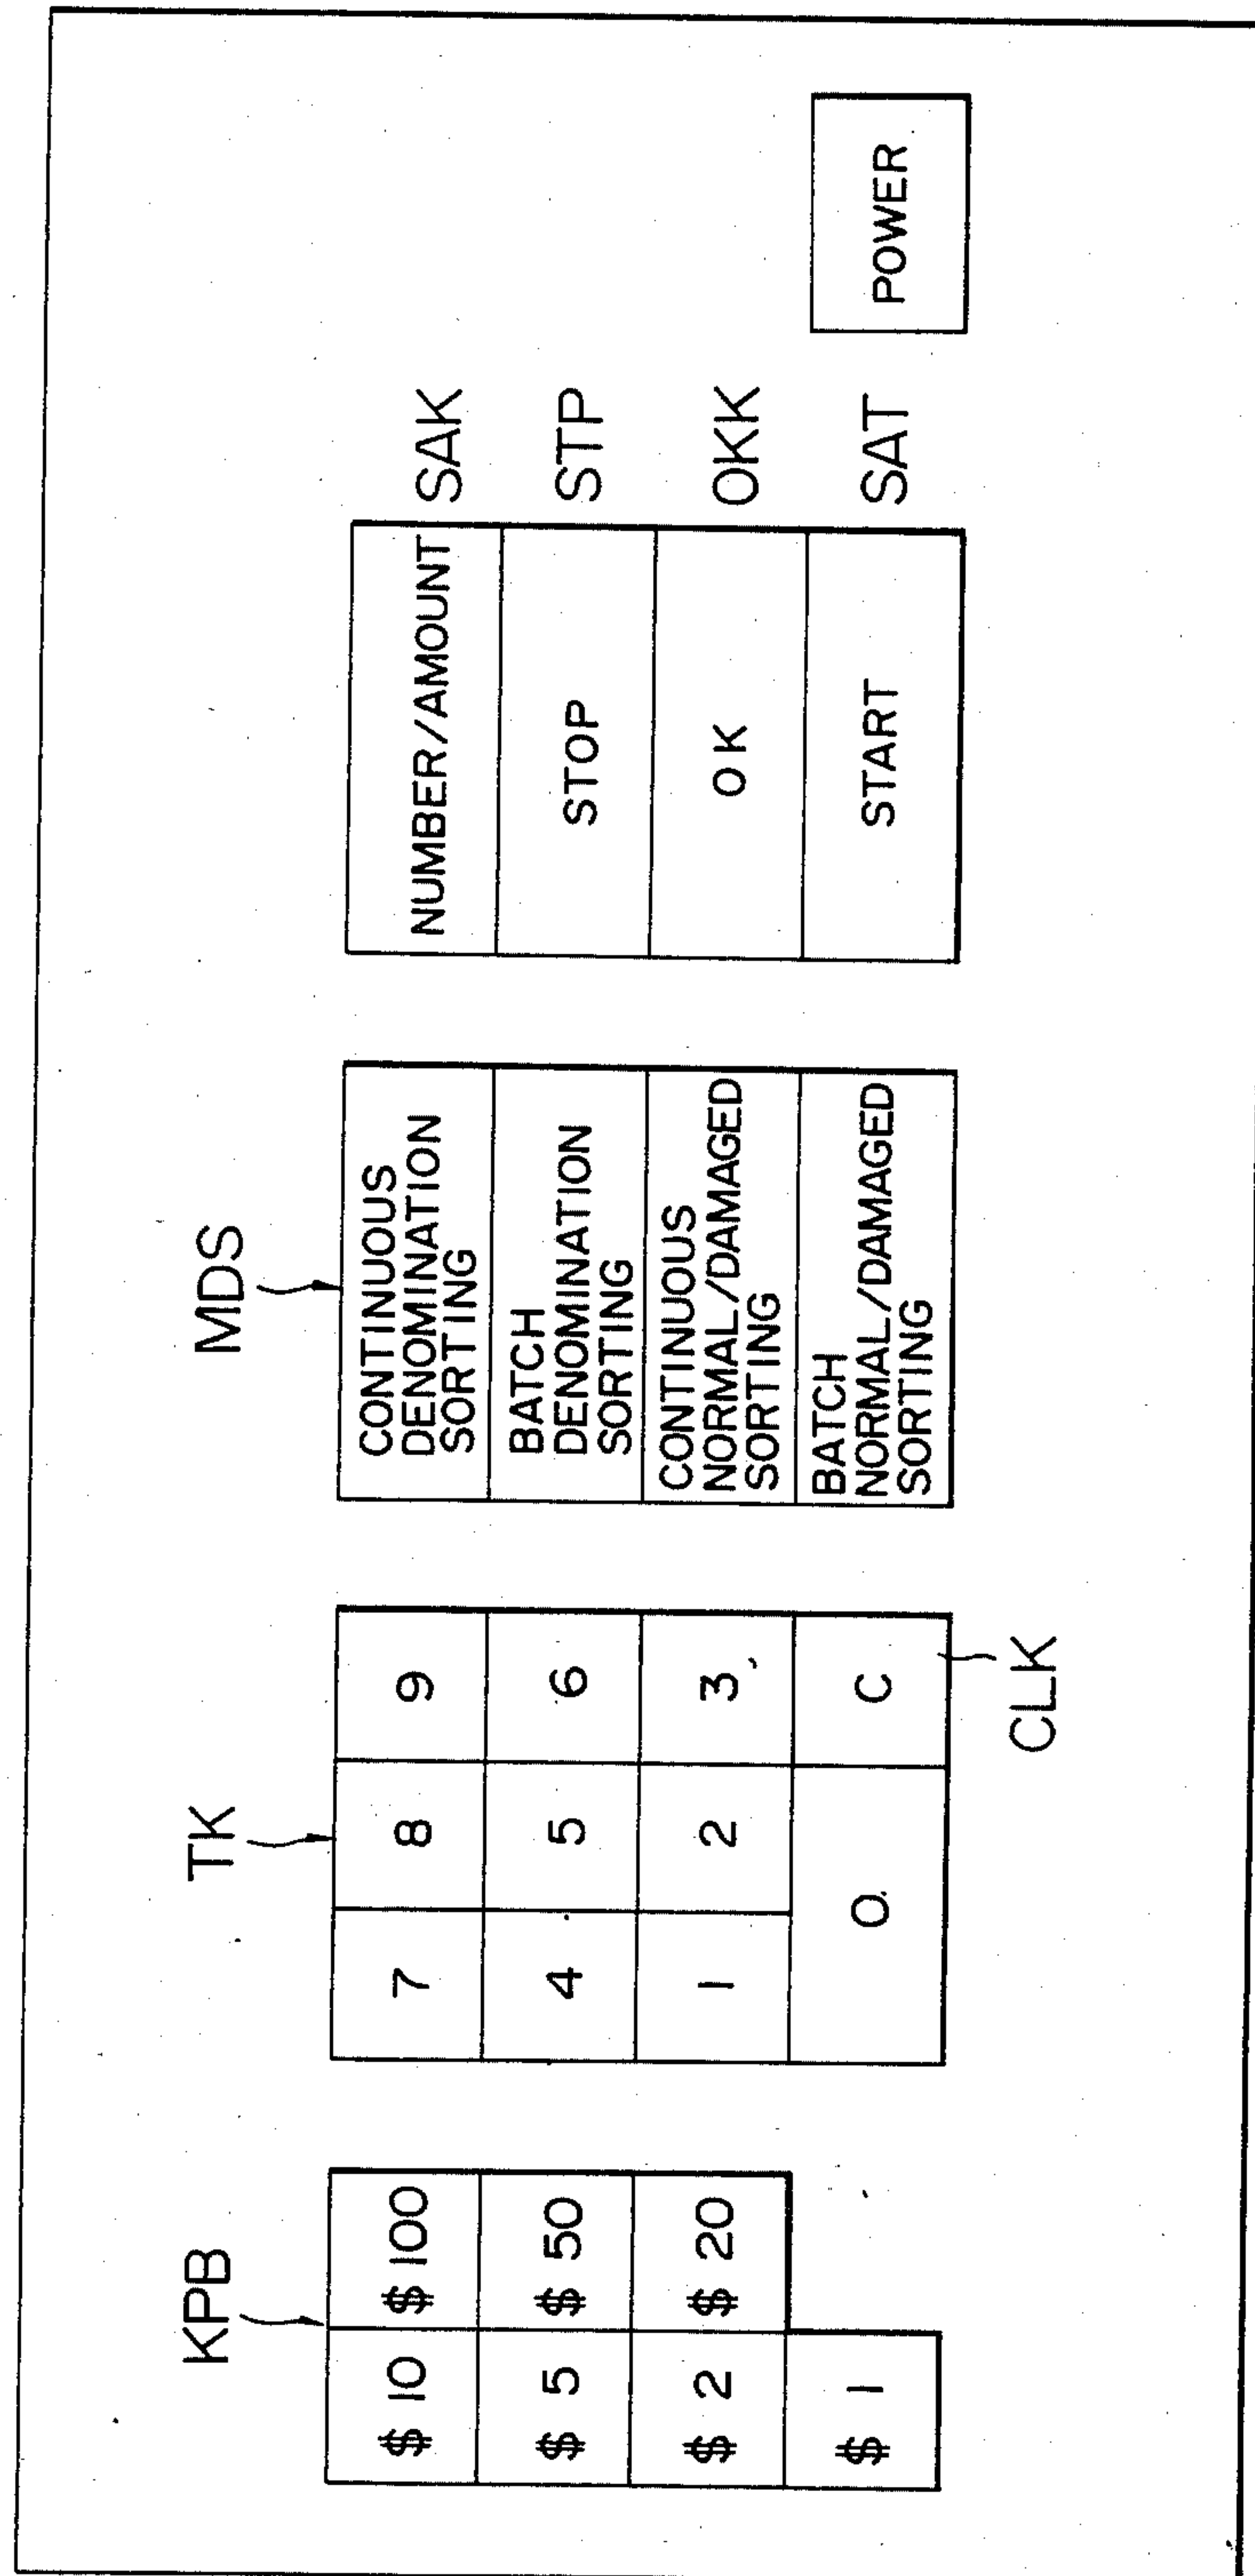 KPB
$ 10 $ 100
$ 5 $ 50
$ 2 $ 20
$ 1
TK
7 8 9
4 5 6
1 2 3
0 C
CLK
MDS
CONTINUOUS
DENOMINATION
SORTING
BATCH
DENOMINATION
SORTING
CONTINUOUS
NORMAL/DAMAGED
SORTING
BATCH
NORMAL/DAMAGED
SORTING
NUMBER/AMOUNT SAK
STOP STP
OK OKK
START SAT
POWER